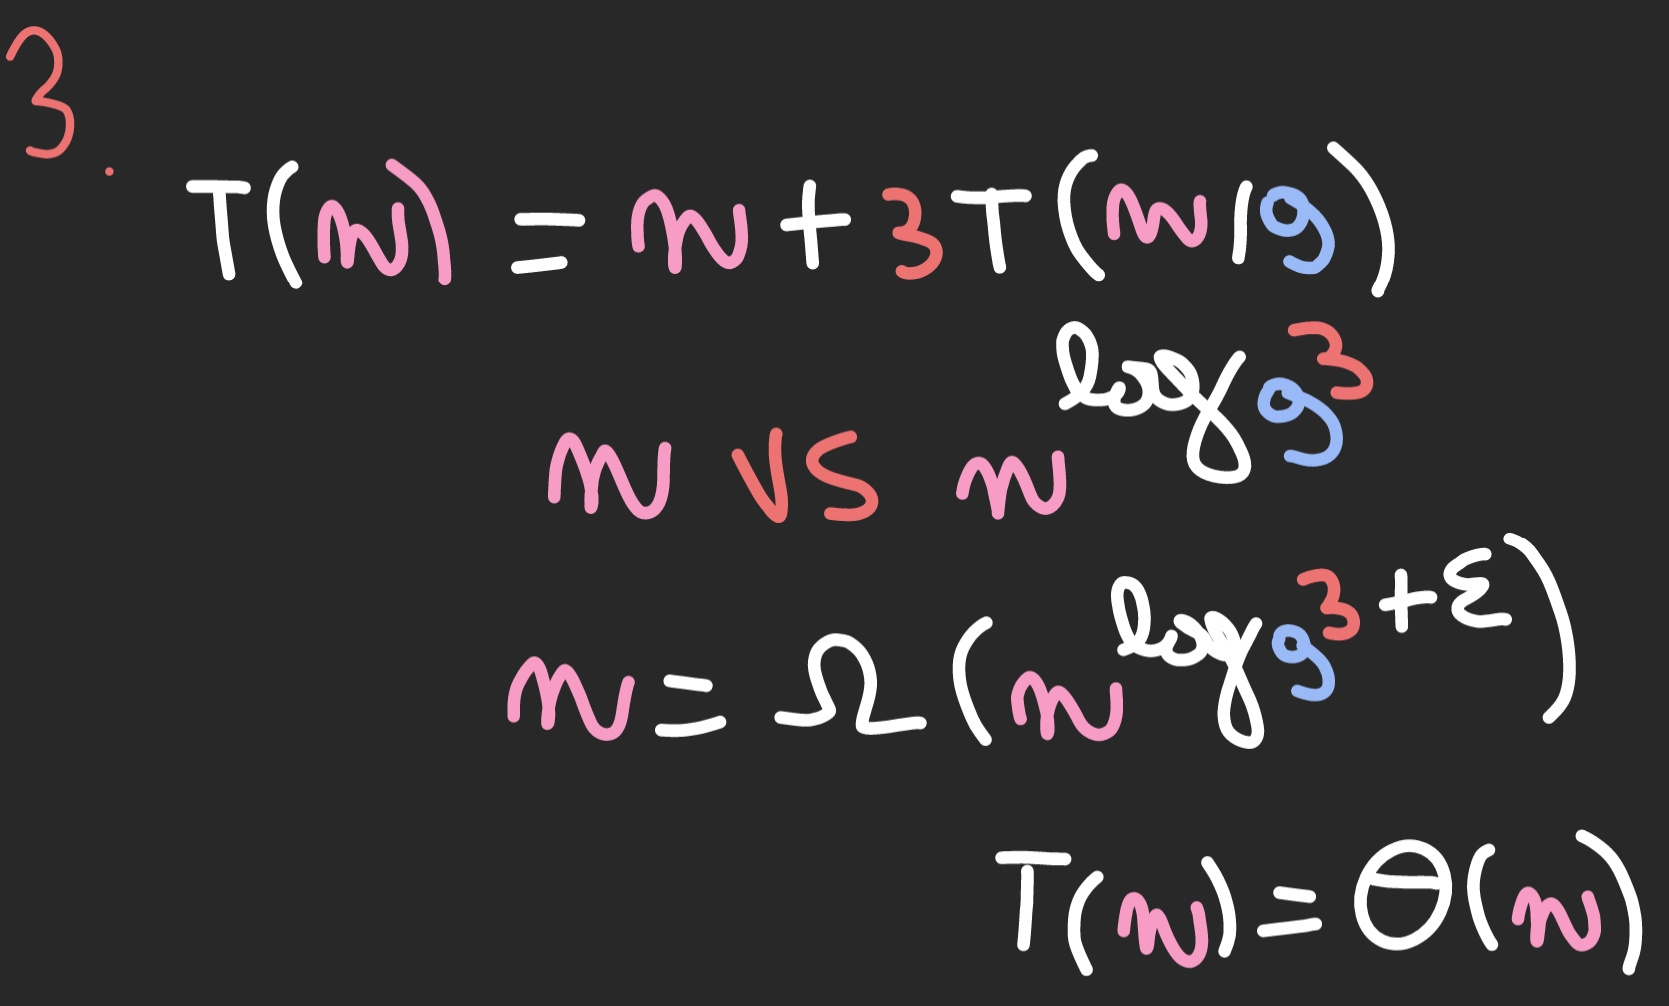 3.
T(n) = n + 3T(n/9)
n vs n^log_9 3
n = Ω(n^log_9 3 + ε)
T(n) = Θ(n)